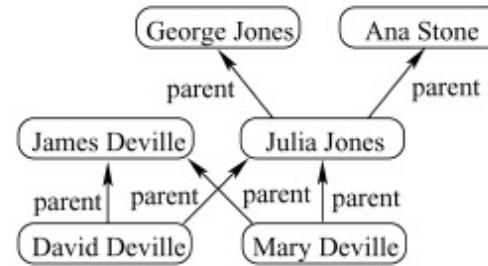 George Jones
Ana Stone
parent
parent
James Deville
Julia Jones
parent
parent
parent
parent
David Deville
Mary Deville